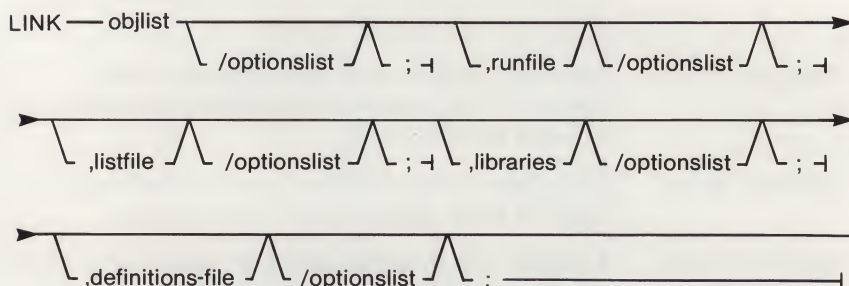 LINK objlist
/optionslist ; ,runfile /optionslist ;
,listfile /optionslist ; ,libraries /optionslist ;
,definitions-file /optionslist ;